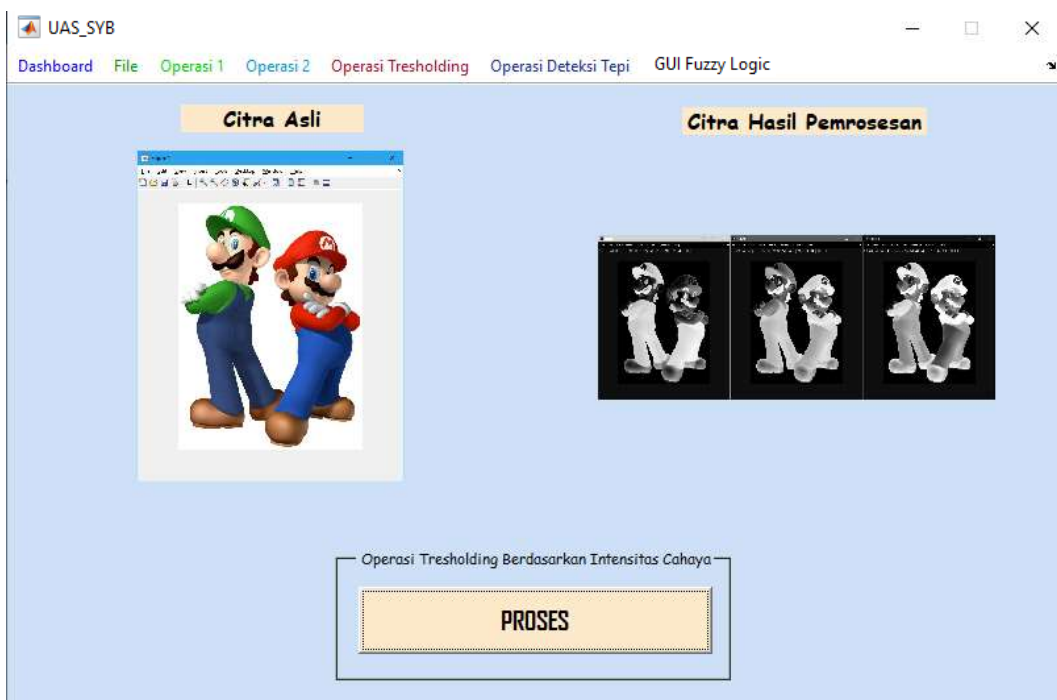 UAS_SYB
Dashboard File Operasi 1 Operasi 2 Operasi Tresholding Operasi Deteksi Tepi GUI Fuzzy Logic
Citra Asli
Citra Hasil Pemrosesan
Operasi Tresholding Berdasarkan Intensitas Cahaya
PROSES